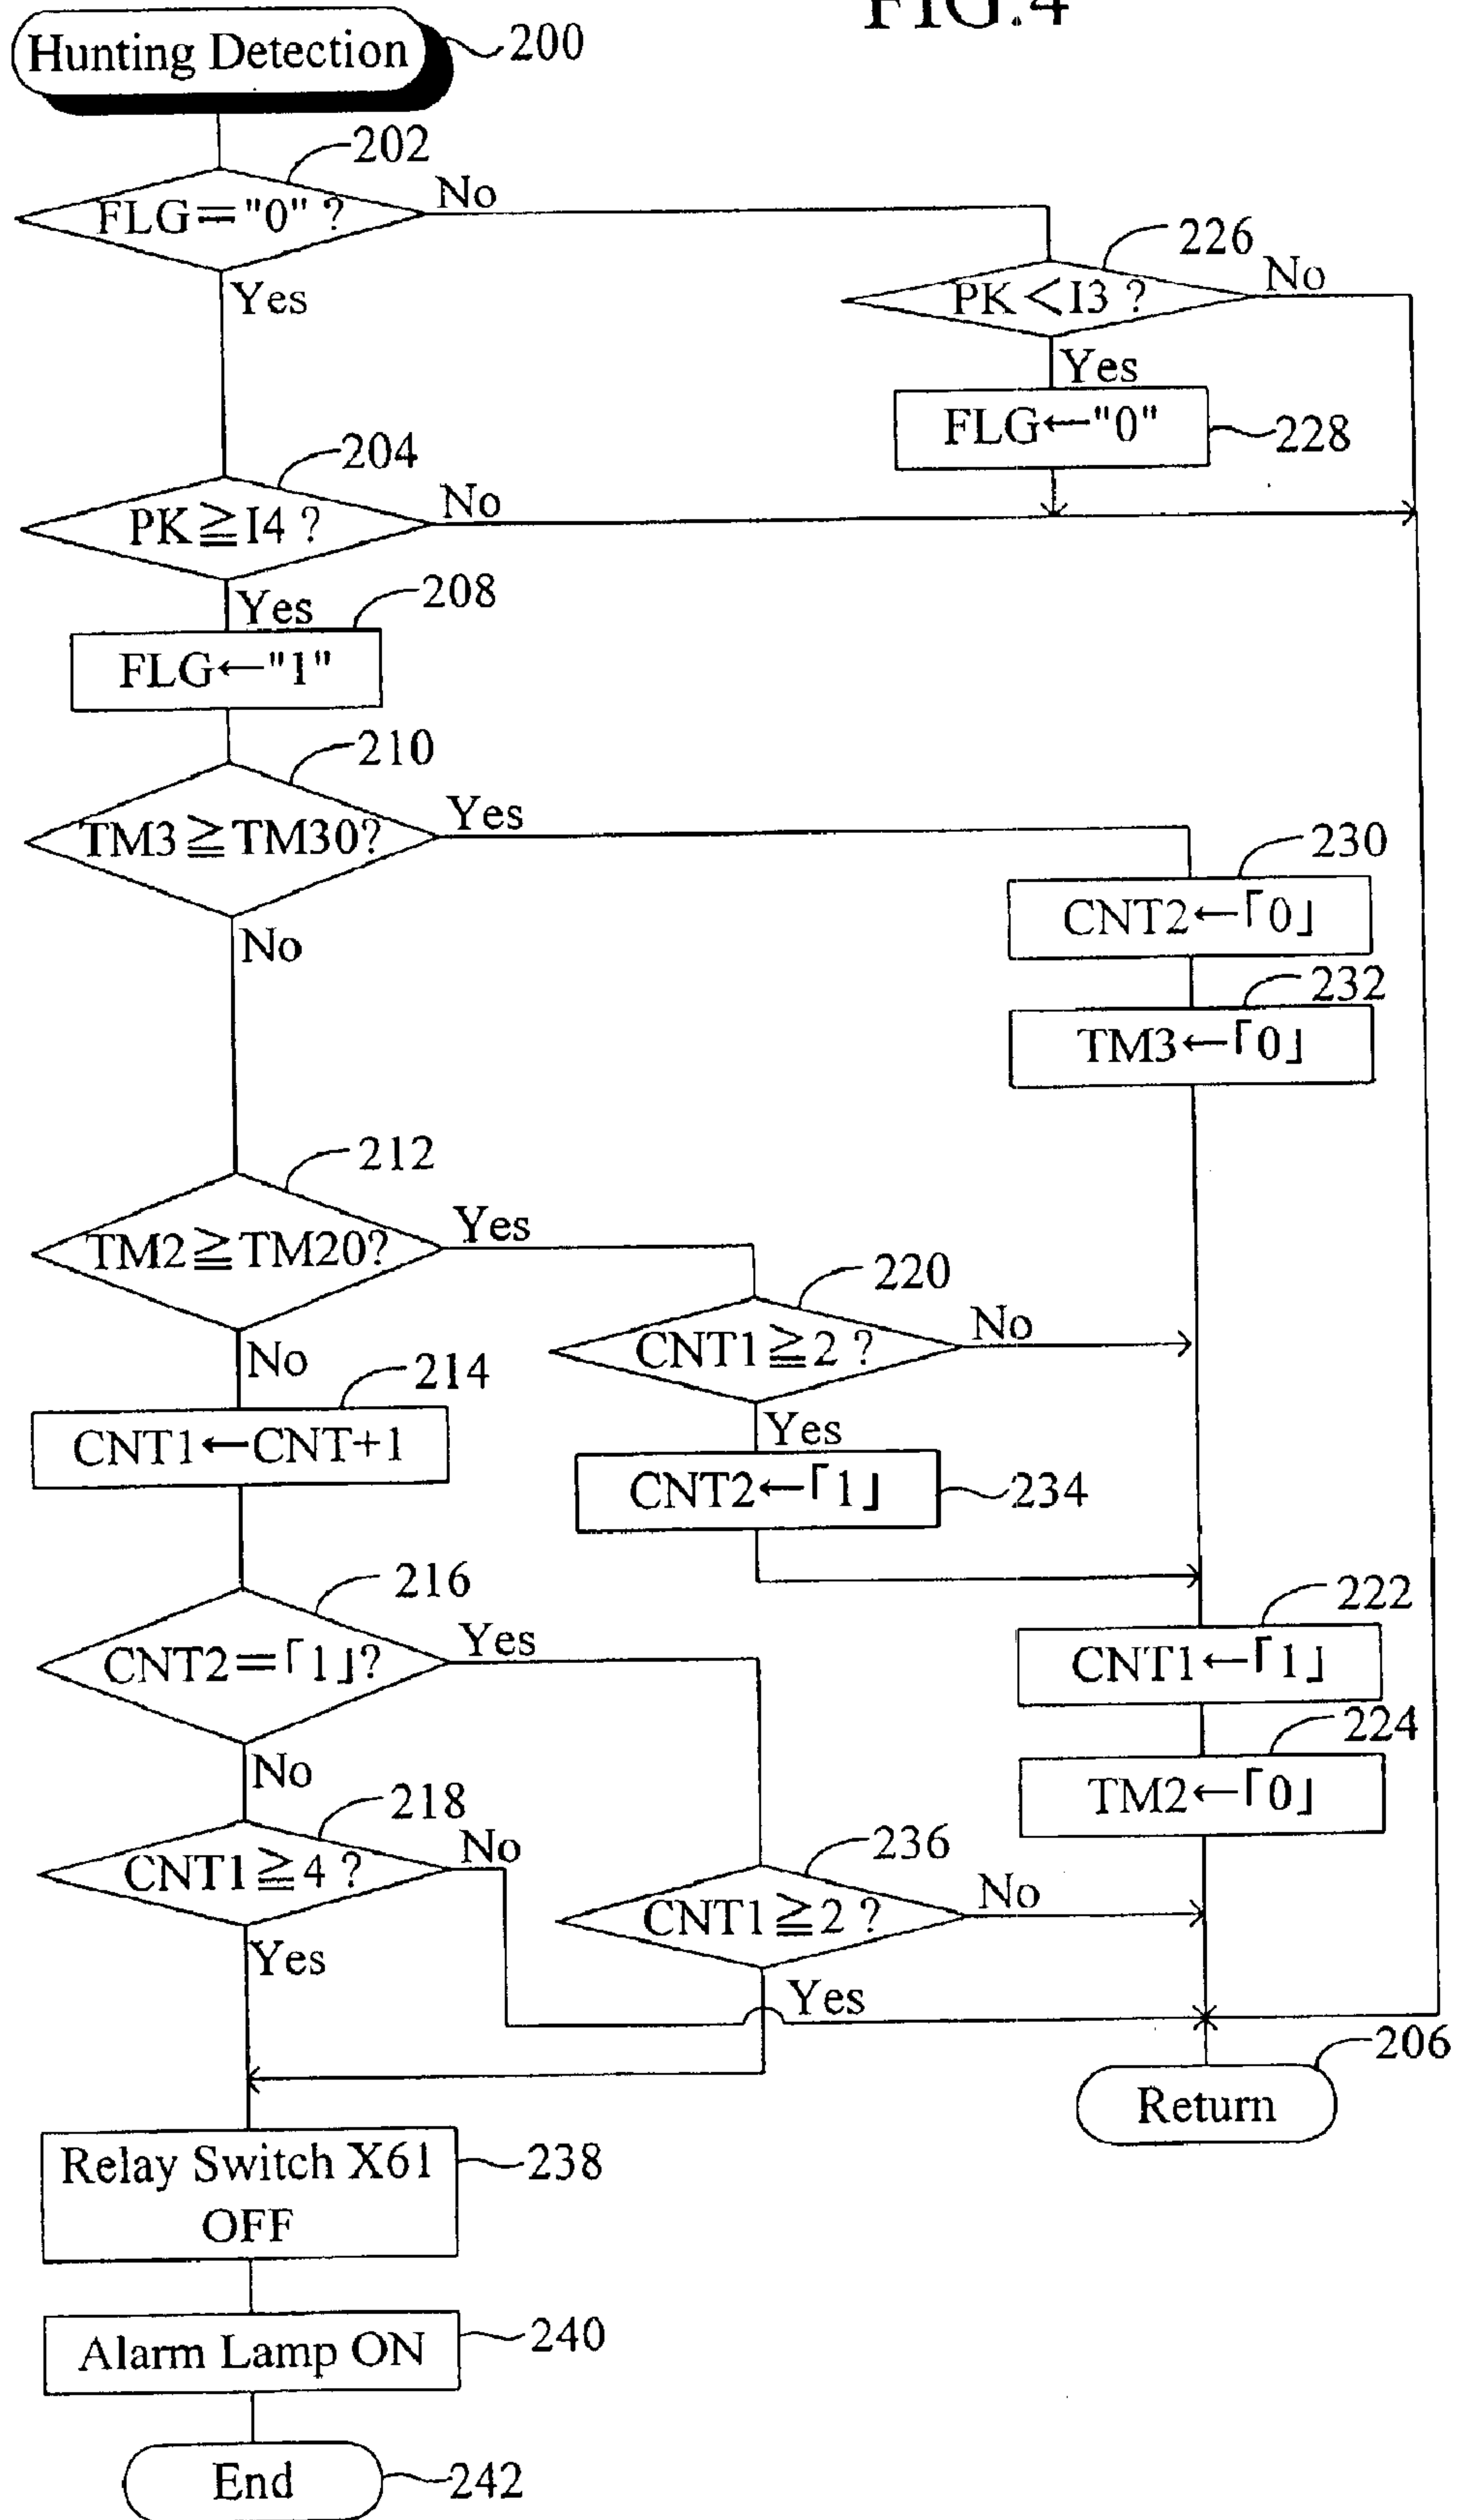 FIG.4
Hunting Detection
200
202
FLG="0" ?
No
Yes
226
PK<I3 ?
No
Yes
FLG←"0"
228
204
PK≧I4 ?
No
Yes
208
FLG←"1"
210
TM3≧TM30?
Yes
No
230
CNT2←「0」
232
TM3←「0」
212
TM2≧TM20?
Yes
No
220
CNT1≧2 ?
No
Yes
214
CNT1←CNT+1
CNT2←「1」
234
216
CNT2=「1」?
Yes
No
222
CNT1←「1」
224
TM2←「0」
218
CNT1≧4 ?
No
Yes
236
CNT1≧2 ?
No
Yes
206
Return
Relay Switch X61
OFF
238
Alarm Lamp ON
240
End
242